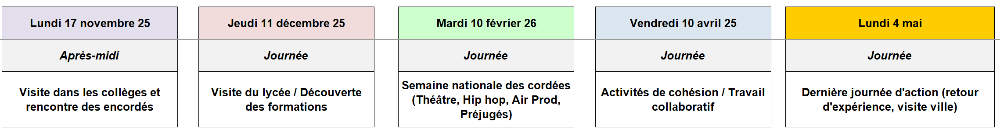 Lundi 17 novembre 25
Après-midi
Visite dans les collèges et
rencontre des encordés
Jeudi 11 décembre 25
Journée
Visite du lycée / Découverte
des formations
Mardi 10 février 26
Journée
Semaine nationale des cordées
(Théâtre, Hip hop, Air Prod,
Préjugés)
Vendredi 10 avril 25
Journée
Activités de cohésion / Travail
collaboratif
Lundi 4 mai
Journée
Dernière journée d'action (retour
d'expérience, visite ville)